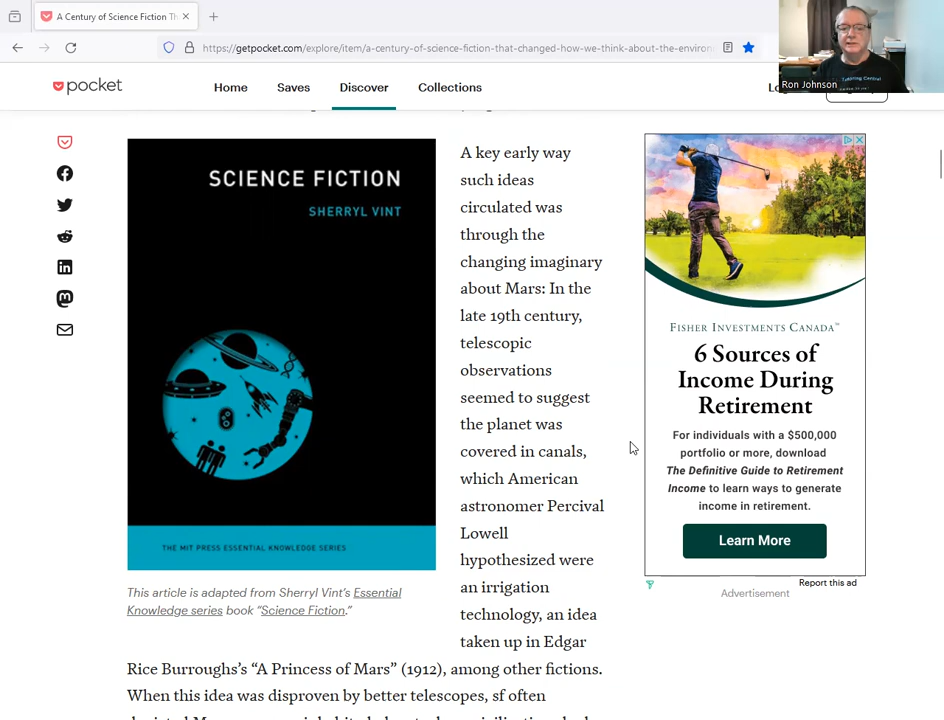 A Century of Science Fiction Th
https://getpocket.com/explore/item/a-century-of-science-fiction-that-changed-how-we-think-about-the-environ
Ron Johnson
Tutoring Central
pocket
Home
Saves
Discover
Collections
SCIENCE FICTION
SHERRYL VINT
THE MIT PRESS ESSENTIAL KNOWLEDGE SERIES
This article is adapted from Sherryl Vint's Essential
Knowledge series book “Science Fiction.”
A key early way
such ideas
circulated was
through the
changing imaginary
about Mars: In the
late 19th century,
telescopic
observations
seemed to suggest
the planet was
covered in canals,
which American
astronomer Percival
Lowell
hypothesized were
an irrigation
technology, an idea
taken up in Edgar
Rice Burroughs’s “A Princess of Mars” (1912), among other fictions.
When this idea was disproven by better telescopes, sf often
FISHER INVESTMENTS CANADA™
6 Sources of
Income During
Retirement
For individuals with a $500,000
portfolio or more, download
The Definitive Guide to Retirement
Income to learn ways to generate
income in retirement.
Learn More
Report this ad
Advertisement